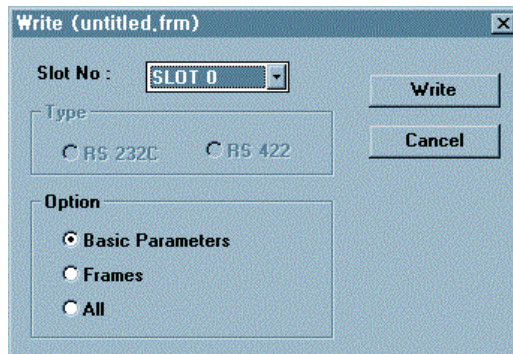 Write (untitled.frm)
Slot No : SLOT 0
Write
Type
RS 232C RS 422
Cancel
Option
Basic Parameters
Frames
All